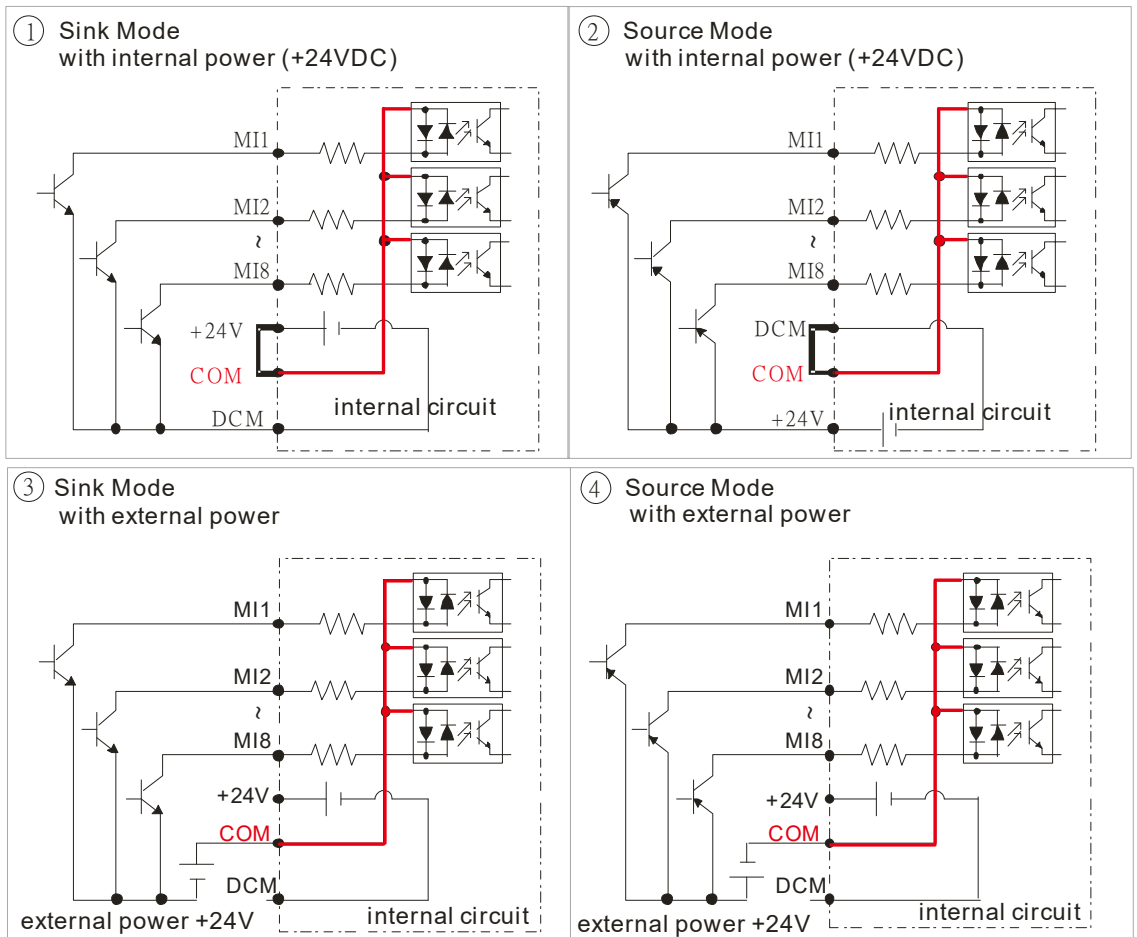 ① Sink Mode
with internal power (+24VDC)
MI1
MI2
~
MI8
+24V
COM
DCM
internal circuit
② Source Mode
with internal power (+24VDC)
MI1
MI2
~
MI8
DCM
COM
+24V
internal circuit
③ Sink Mode
with external power
MI1
MI2
~
MI8
+24V
COM
DCM
external power +24V
internal circuit
④ Source Mode
with external power
MI1
MI2
~
MI8
+24V
COM
DCM
external power +24V
internal circuit